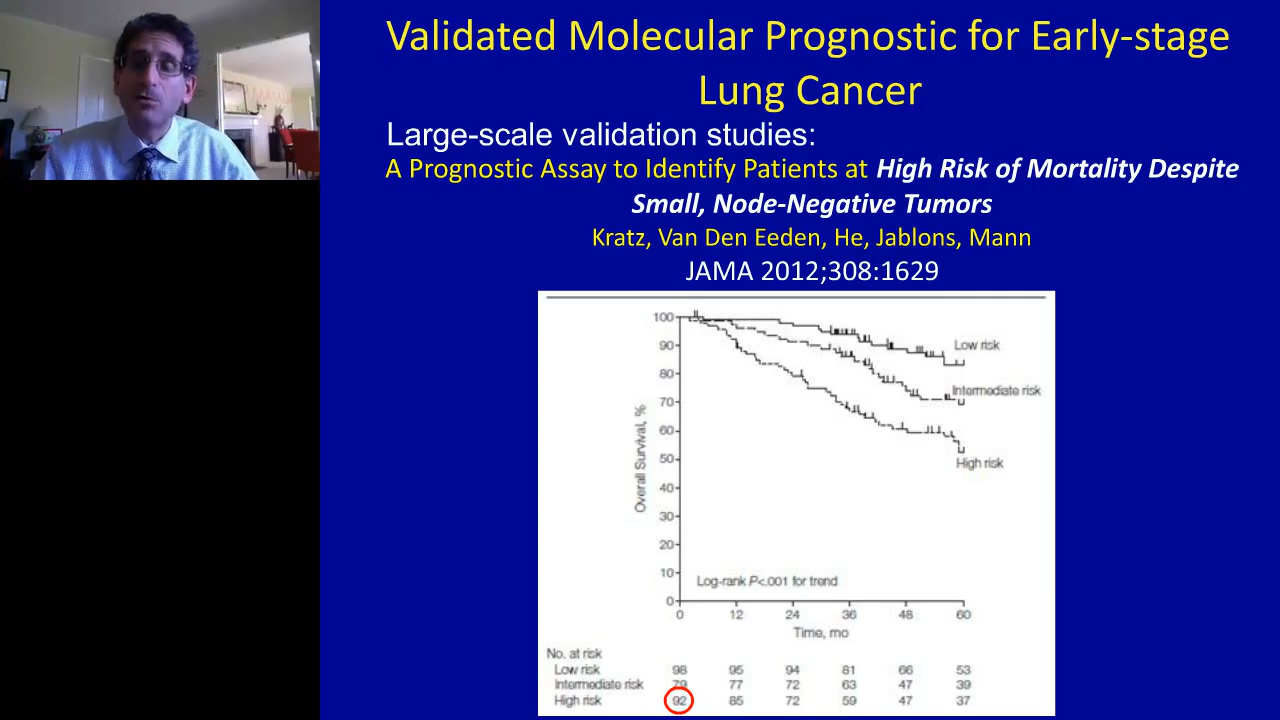 Validated Molecular Prognostic for Early-stage
Lung Cancer
Large-scale validation studies:
A Prognostic Assay to Identify Patients at High Risk of Mortality Despite
Small, Node-Negative Tumors
Kratz, Van Den Eeden, He, Jablons, Mann
JAMA 2012;308:1629
100
90
80
70
60
50
40
30
20
10
0
Overall Survival, %
Low risk
Intermediate risk
High risk
Log-rank P<.001 for trend
0 12 24 36 48 60
Time, mo
No. at risk
Low risk 98 95 94 81 66 53
Intermediate risk 79 77 72 63 47 39
High risk 92 85 72 59 47 37